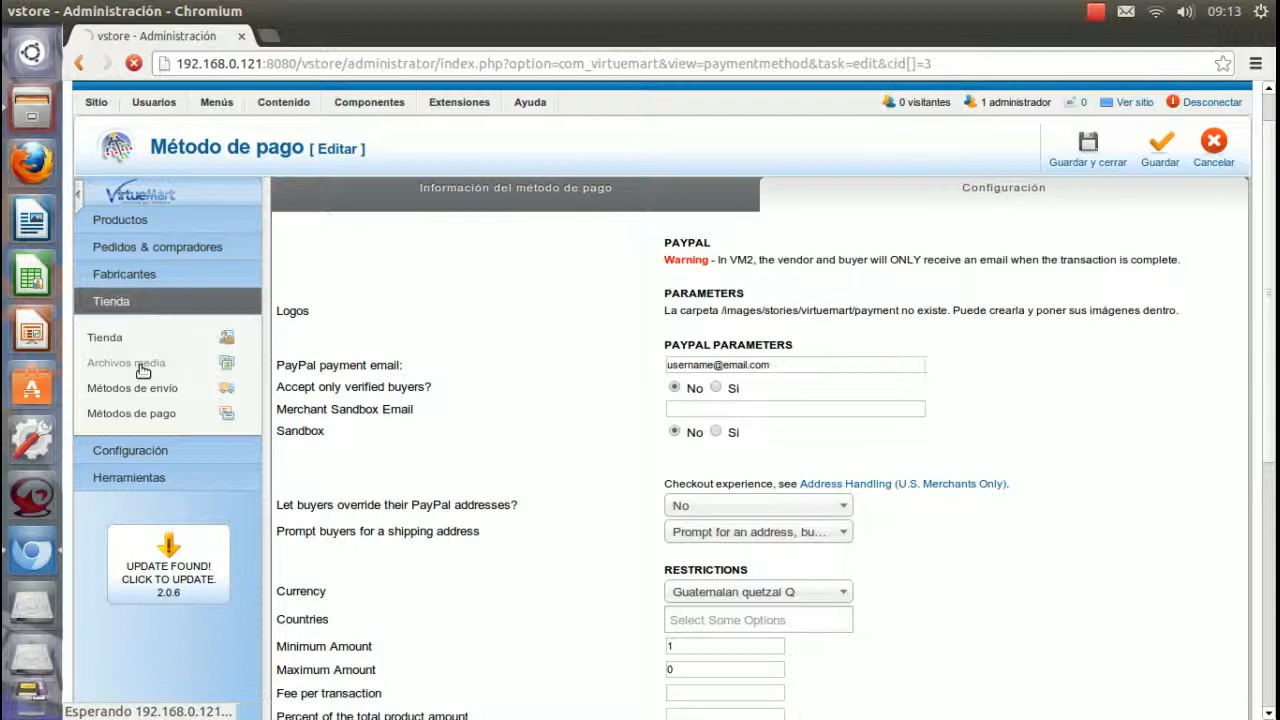 vstore - Administración - Chromium
09:13
vstore - Administración
192.168.0.121:8080/vstore/administrator/index.php?option=com_virtuemart&view=paymentmethod&task=edit&cid[]=3
Sitio Usuarios Menús Contenido Componentes Extensiones Ayuda 0 visitantes 1 administrador 0 Ver sitio Desconectar
Método de pago [ Editar ]
Guardar y cerrar Guardar Cancelar
VirtueMart
Información del método de pago
Configuración
Productos
Pedidos & compradores
Fabricantes
Tienda
Tienda
Archivos media
Métodos de envío
Métodos de pago
Configuración
Herramientas
UPDATE FOUND!
CLICK TO UPDATE.
2.0.6
PAYPAL
Warning - In VM2, the vendor and buyer will ONLY receive an email when the transaction is complete.
PARAMETERS
Logos La carpeta /images/stories/virtuemart/payment no existe. Puede crearla y poner sus imágenes dentro.
PAYPAL PARAMETERS
PayPal payment email: username@email.com
Accept only verified buyers? No Si
Merchant Sandbox Email
Sandbox No Si
Checkout experience, see Address Handling (U.S. Merchants Only).
Let buyers override their PayPal addresses? No
Prompt buyers for a shipping address Prompt for an address, bu...
RESTRICTIONS
Currency Guatemalan quetzal Q
Countries Select Some Options
Minimum Amount 1
Maximum Amount 0
Fee per transaction
Percent of the total product amount
Esperando 192.168.0.121...